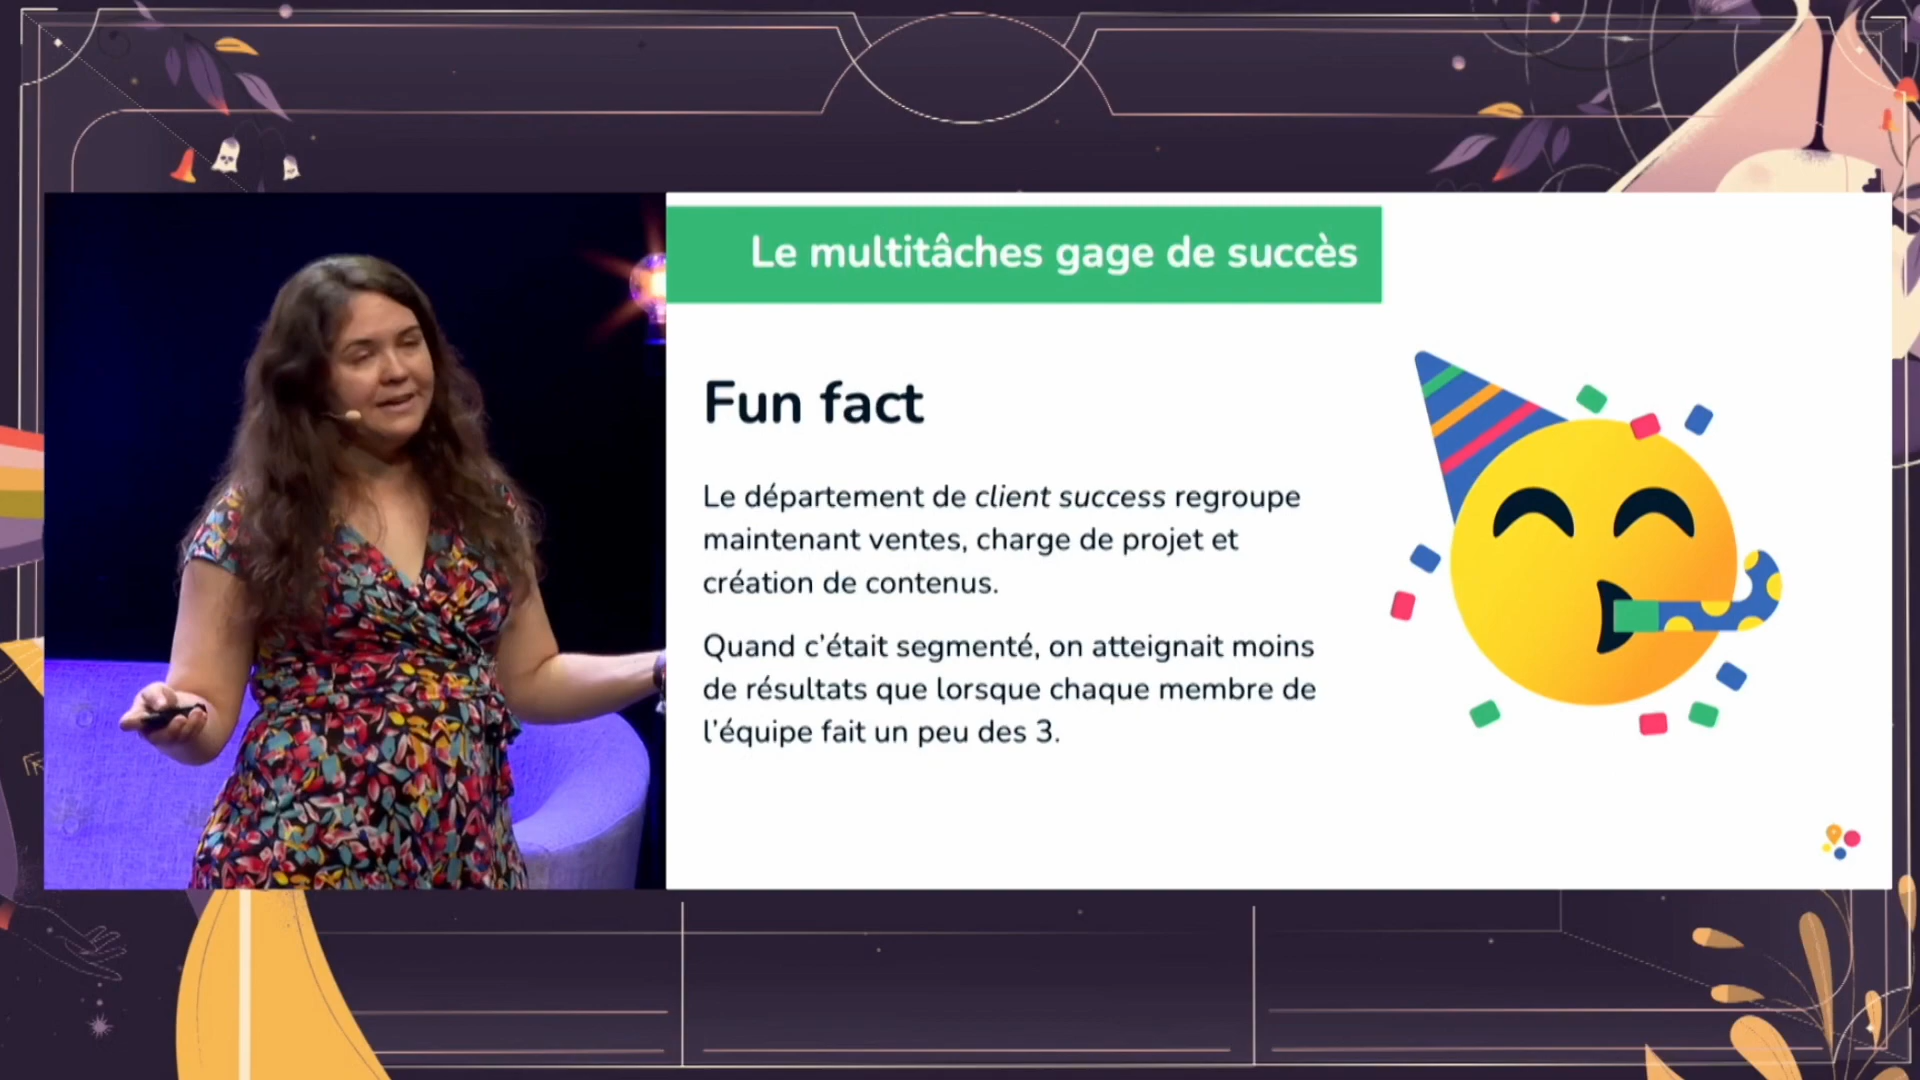 Le multitâches gage de succès
Fun fact
Le département de client success regroupe
maintenant ventes, charge de projet et
création de contenus.
Quand c’était segmenté, on atteignait moins
de résultats que lorsque chaque membre de
l’équipe fait un peu des 3.